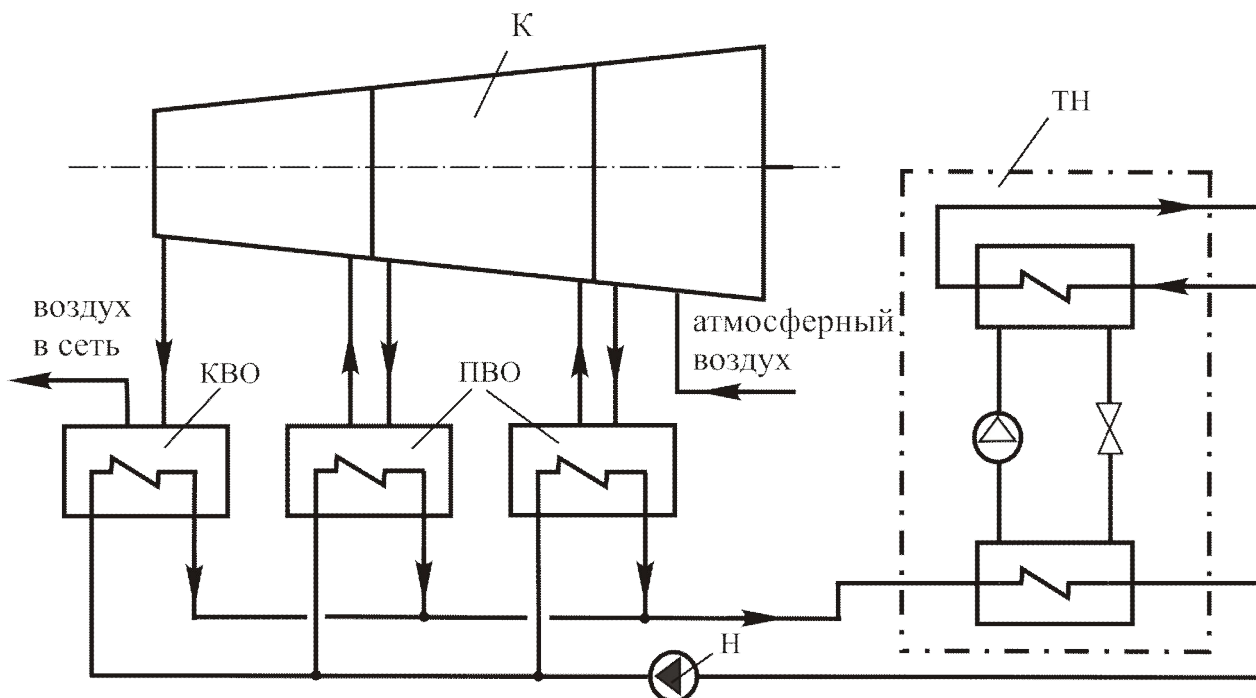 К
ТН
воздух
в сеть
КВО
ПВО
атмосферный
воздух
Н